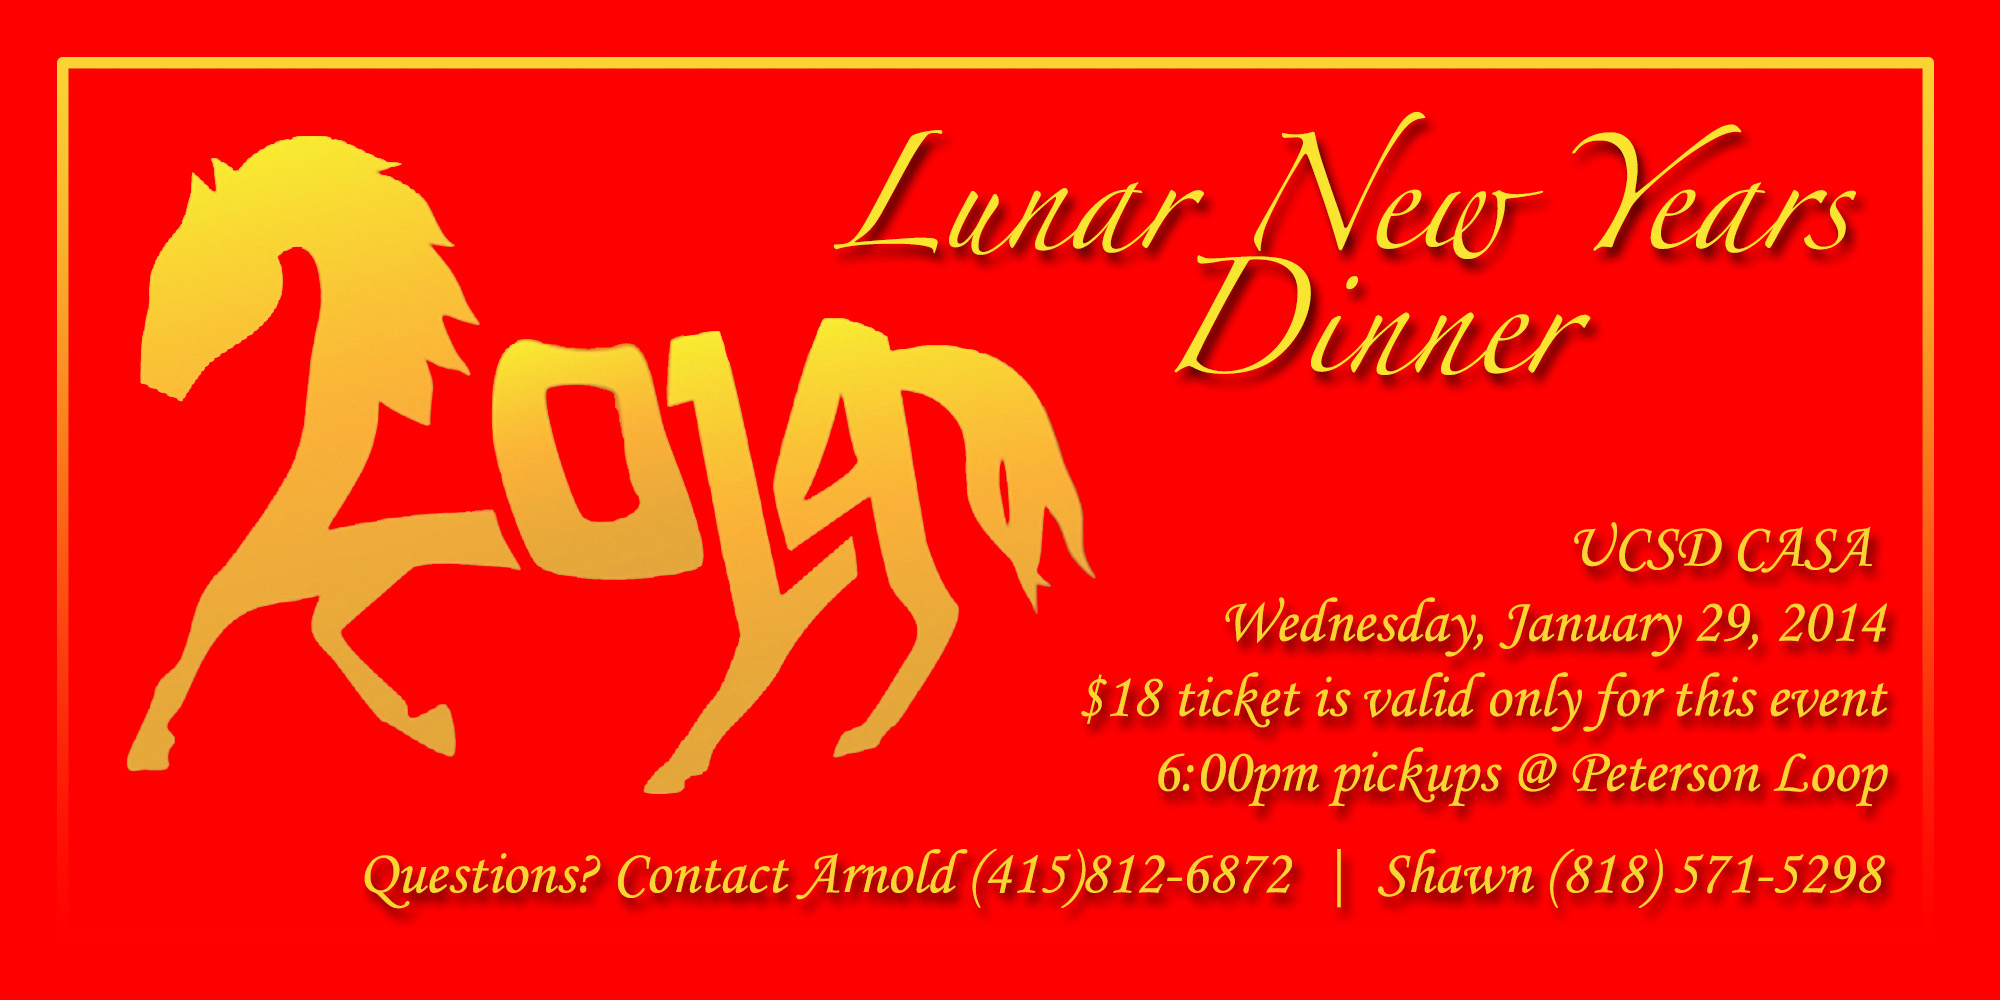 2014
Lunar New Years
Dinner
UCSD CASA
Wednesday, January 29, 2014
$18 ticket is valid only for this event
6:00pm pickups @ Peterson Loop
Questions? Contact Arnold (415)812-6872 | Shawn (818) 571-5298